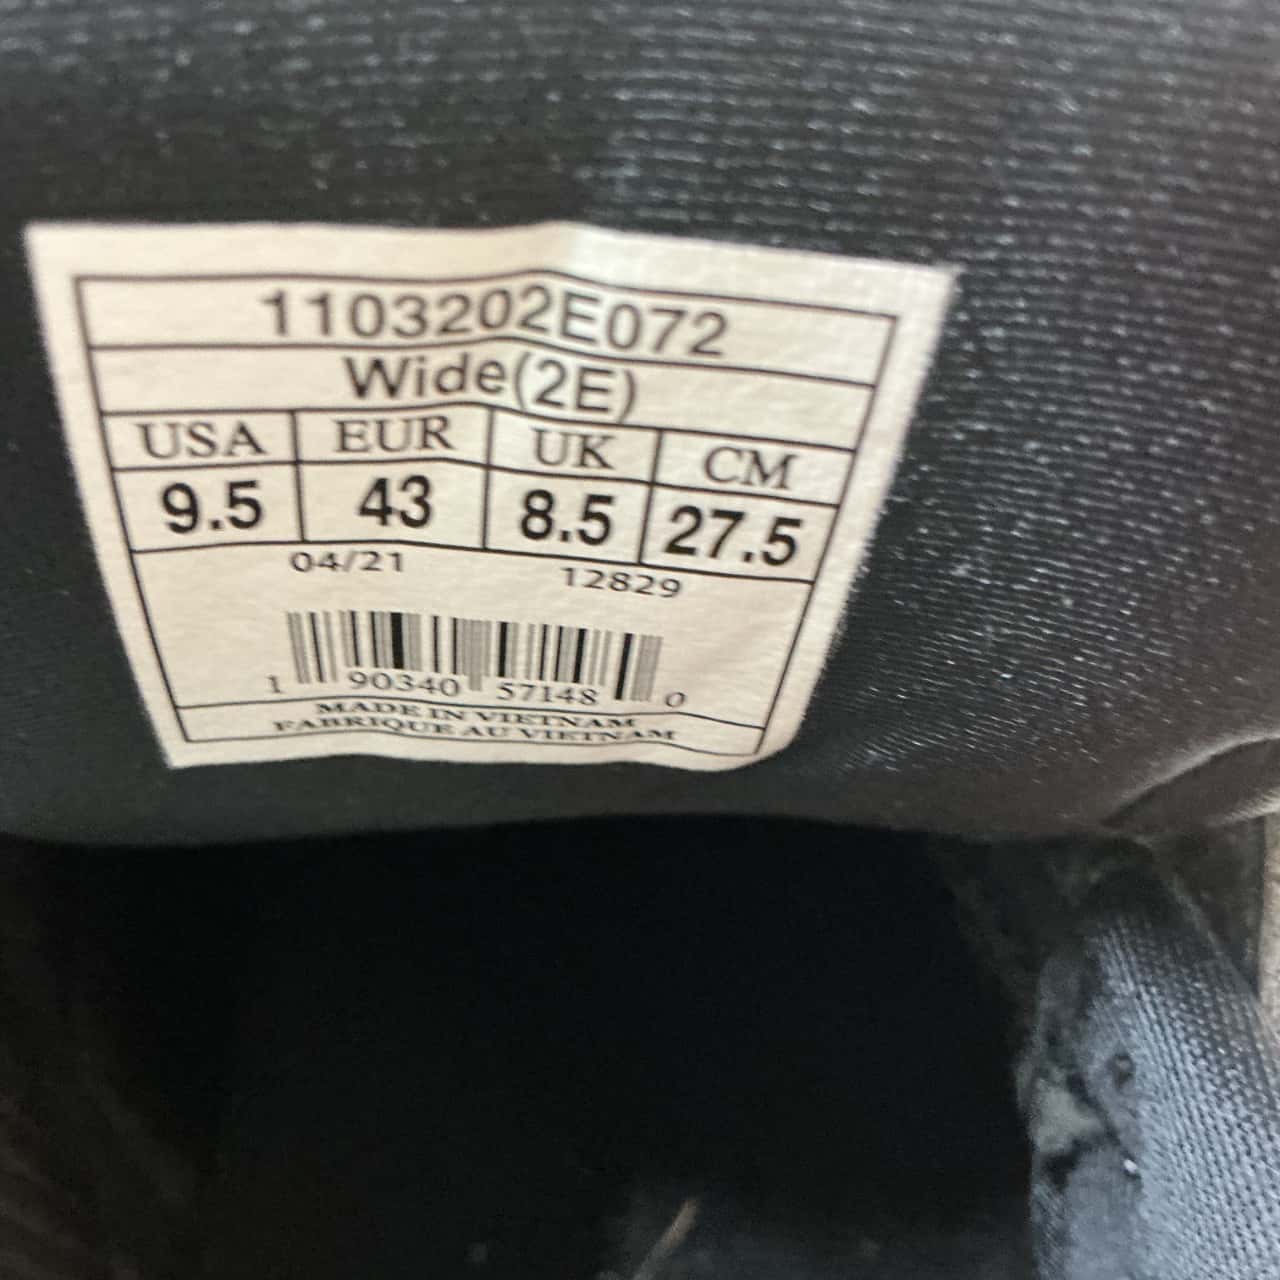 1103202E072
Wide(2E)
USA EUR UK CM
9.5 43 8.5 27.5
04/21 12829
1 90340 57148 0
MADE IN VIETNAM
FABRIQUE AU VIETNAM